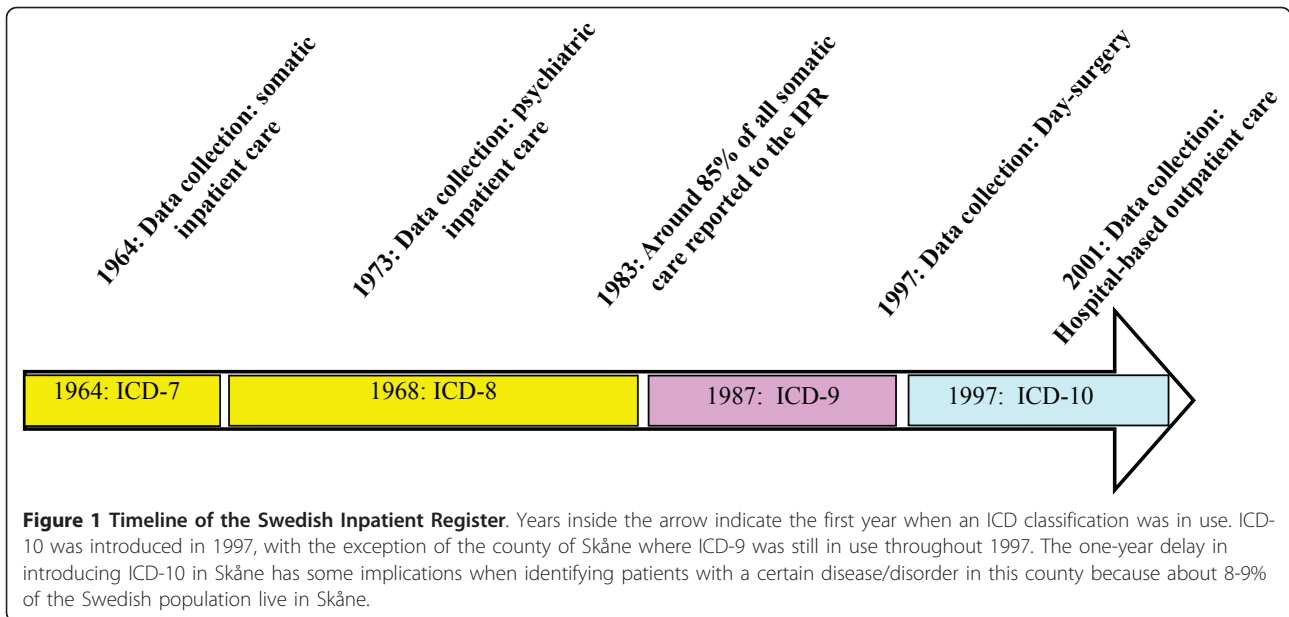 1964: Data collection: somatic
inpatient care
1973: Data collection: psychiatric
inpatient care
1983: Around 85% of all somatic
care reported to the IPR
1997: Data collection: Day-surgery
2001: Data collection:
Hospital-based outpatient care
1964: ICD-7
1968: ICD-8
1987: ICD-9
1997: ICD-10
Figure 1 Timeline of the Swedish Inpatient Register. Years inside the arrow indicate the first year when an ICD classification was in use. ICD-
10 was introduced in 1997, with the exception of the county of Skåne where ICD-9 was still in use throughout 1997. The one-year delay in
introducing ICD-10 in Skåne has some implications when identifying patients with a certain disease/disorder in this county because about 8-9%
of the Swedish population live in Skåne.